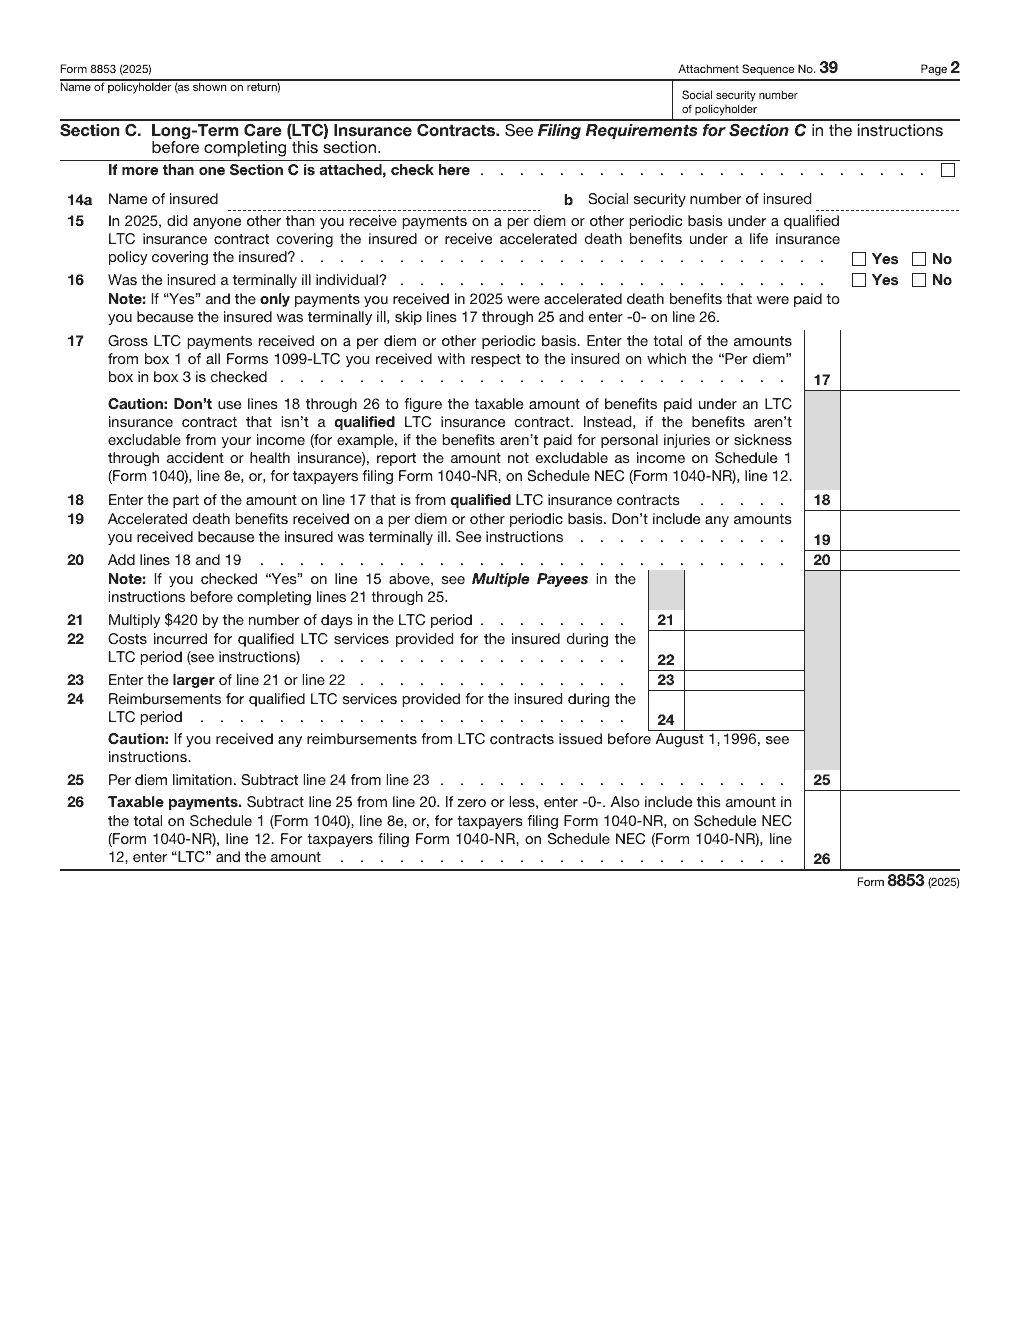 Form 8853 (2025) Attachment Sequence No. 39 Page 2
Name of policyholder (as shown on return)
Social security number
of policyholder
Section C. Long-Term Care (LTC) Insurance Contracts. See Filing Requirements for Section C in the instructions
before completing this section.
If more than one Section C is attached, check here . . . . . . . . . . . . . . . . . . . . . . .
14a Name of insured b Social security number of insured
15 In 2025, did anyone other than you receive payments on a per diem or other periodic basis under a qualified
LTC insurance contract covering the insured or receive accelerated death benefits under a life insurance
policy covering the insured? . . . . . . . . . . . . . . . . . . . . . . . . . . . Yes No
16 Was the insured a terminally ill individual? . . . . . . . . . . . . . . . . . . . . . . Yes No
Note: If “Yes” and the only payments you received in 2025 were accelerated death benefits that were paid to
you because the insured was terminally ill, skip lines 17 through 25 and enter -0- on line 26.
17 Gross LTC payments received on a per diem or other periodic basis. Enter the total of the amounts
from box 1 of all Forms 1099-LTC you received with respect to the insured on which the “Per diem”
box in box 3 is checked . . . . . . . . . . . . . . . . . . . . . . . . . . 17
Caution: Don’t use lines 18 through 26 to figure the taxable amount of benefits paid under an LTC
insurance contract that isn’t a qualified LTC insurance contract. Instead, if the benefits aren’t
excludable from your income (for example, if the benefits aren’t paid for personal injuries or sickness
through accident or health insurance), report the amount not excludable as income on Schedule 1
(Form 1040), line 8e, or, for taxpayers filing Form 1040-NR, on Schedule NEC (Form 1040-NR), line 12.
18 Enter the part of the amount on line 17 that is from qualified LTC insurance contracts . . . . . 18
19 Accelerated death benefits received on a per diem or other periodic basis. Don’t include any amounts
you received because the insured was terminally ill. See instructions . . . . . . . . . . . 19
20 Add lines 18 and 19 . . . . . . . . . . . . . . . . . . . . . . . . . . . 20
Note: If you checked “Yes” on line 15 above, see Multiple Payees in the
instructions before completing lines 21 through 25.
21 Multiply $420 by the number of days in the LTC period . . . . . . . . 21
22 Costs incurred for qualified LTC services provided for the insured during the
LTC period (see instructions) . . . . . . . . . . . . . . . . 22
23 Enter the larger of line 21 or line 22 . . . . . . . . . . . . . . 23
24 Reimbursements for qualified LTC services provided for the insured during the
LTC period . . . . . . . . . . . . . . . . . . . . . . 24
Caution: If you received any reimbursements from LTC contracts issued before August 1, 1996, see
instructions.
25 Per diem limitation. Subtract line 24 from line 23 . . . . . . . . . . . . . . . . . . 25
26 Taxable payments. Subtract line 25 from line 20. If zero or less, enter -0-. Also include this amount in
the total on Schedule 1 (Form 1040), line 8e, or, for taxpayers filing Form 1040-NR, on Schedule NEC
(Form 1040-NR), line 12. For taxpayers filing Form 1040-NR, on Schedule NEC (Form 1040-NR), line
12, enter “LTC” and the amount . . . . . . . . . . . . . . . . . . . . . . . 26
Form 8853 (2025)